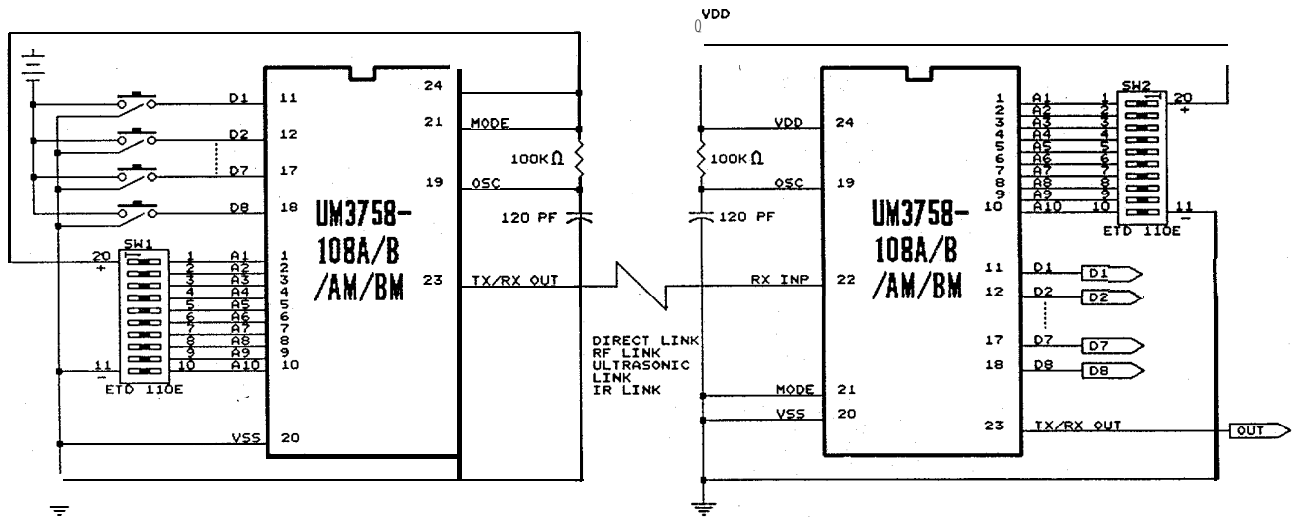 VDD
24
D1 11
21 MODE
D2 12
100KΩ
D7 17
19 OSC
D8 18
120 PF
UM3758-
108A/B
/AM/BM
SW1
20
+
1 A1 1
2 A2 2
3 A3 3
4 A4 4
5 A5 5
6 A6 6
7 A7 7
8 A8 8
9 A9 9
10 A10 10
11
-
ETD 110E
23 TX/RX OUT
VSS 20
DIRECT LINK
RF LINK
ULTRASONIC
LINK
IR LINK
VDD 24
100KΩ
OSC 19
120 PF
UM3758-
108A/B
/AM/BM
RX INP 22
MODE 21
VSS 20
SW2
1 A1 1
2 A2 2
3 A3 3
4 A4 4
5 A5 5
6 A6 6
7 A7 7
8 A8 8
9 A9 9
10 A10 10
20
+
11
-
ETD 110E
11 D1 D1
12 D2 D2
17 D7 D7
18 D8 D8
23 TX/RX OUT OUT